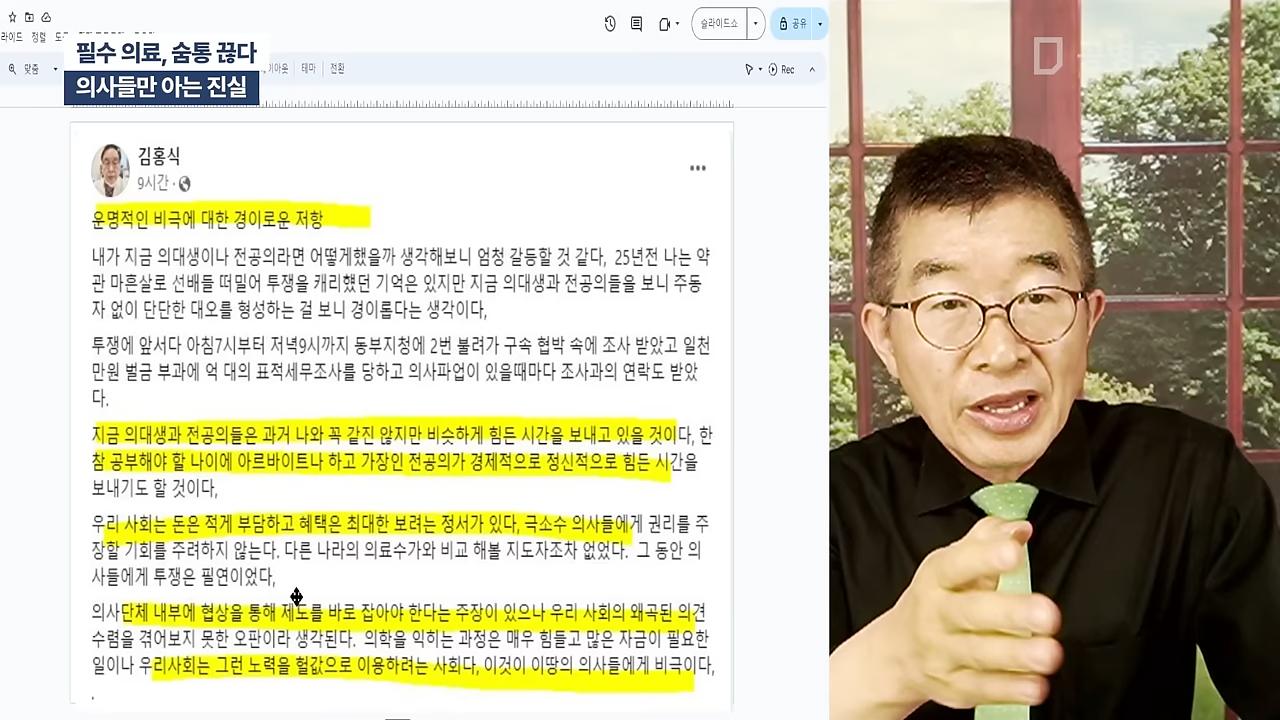 슬라이드쇼
공유
라이드 정렬
필수 의료, 숨통 끊다
의사들만 아는 진실
맞춤
이아웃
테마
전환
Rec
김홍식
9시간 ·
운명적인 비극에 대한 경이로운 저항
내가 지금 의대생이나 전공의라면 어떻게했을까 생각해보니 엄청 갈등할 것 같다, 25년전 나는 약
관 마흔살로 선배들 떠밀어 투쟁을 캐리했던 기억은 있지만 지금 의대생과 전공의들을 보니 주동
자 없이 단단한 대오를 형성하는 걸 보니 경이롭다는 생각이다,
투쟁에 앞서다 아침7시부터 저녁9시까지 동부지청에 2번 불려가 구속 협박 속에 조사 받았고 일천
만원 벌금 부과에 억 대의 표적세무조사를 당하고 의사파업이 있을때마다 조사과의 연락도 받았
다.
지금 의대생과 전공의들은 과거 나와 꼭 같진 않지만 비슷하게 힘든 시간을 보내고 있을 것이다, 한
참 공부해야 할 나이에 아르바이트나 하고 가장인 전공의가 경제적으로 정신적으로 힘든 시간을
보내기도 할 것이다,
우리 사회는 돈은 적게 부담하고 혜택은 최대한 보려는 정서가 있다, 극소수 의사들에게 권리를 주
장할 기회를 주려하지 않는다. 다른 나라의 의료수가와 비교 해볼 지도자조차 없었다. 그 동안 의
사들에게 투쟁은 필연이었다,
의사단체 내부에 협상을 통해 제도를 바로 잡아야 한다는 주장이 있으나 우리 사회의 왜곡된 의견
수렴을 겪어보지 못한 오판이라 생각된다. 의학을 익히는 과정은 매우 힘들고 많은 자금이 필요한
일이나 우리사회는 그런 노력을 헐값으로 이용하려는 사회다, 이것이 이땅의 의사들에게 비극이다,
.